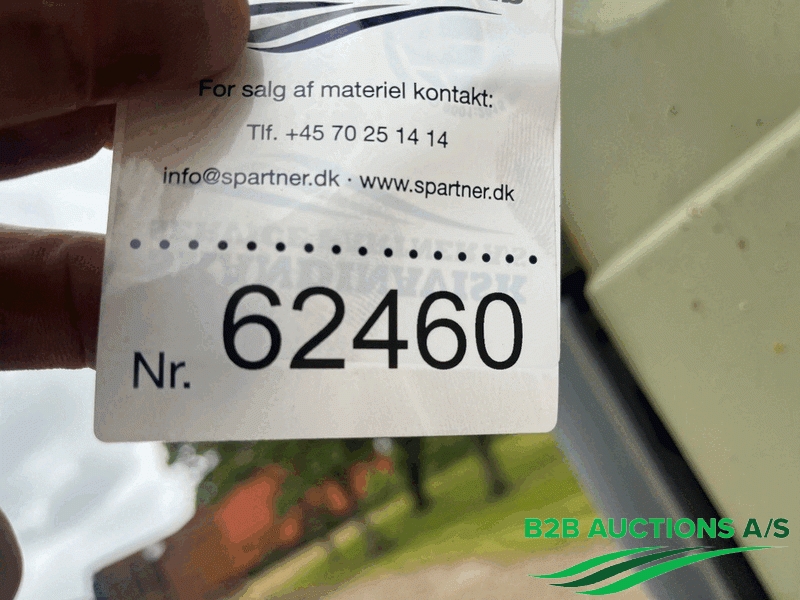 For salg af materiel kontakt:
Tlf. +45 70 25 14 14
info@spartner.dk · www.spartner.dk
Nr. 62460
B2B AUCTIONS A/S